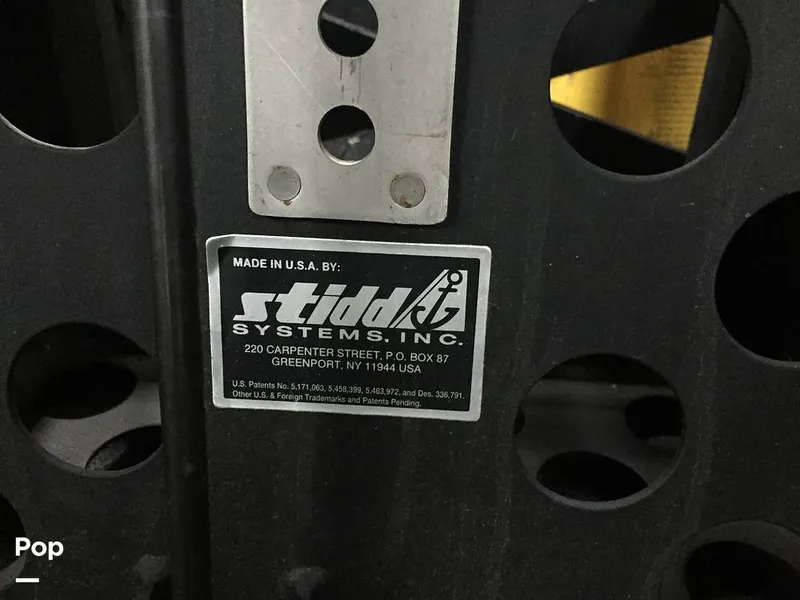 MADE IN U.S.A. BY:
stidd
SYSTEMS, INC.
220 CARPENTER STREET, P.O. BOX 87
GREENPORT, NY 11944 USA
U.S. Patents No. 5,171,063, 5,458,399, 5,463,972, and Des. 336,791.
Other U.S. & Foreign Trademarks and Patents Pending.
Pop